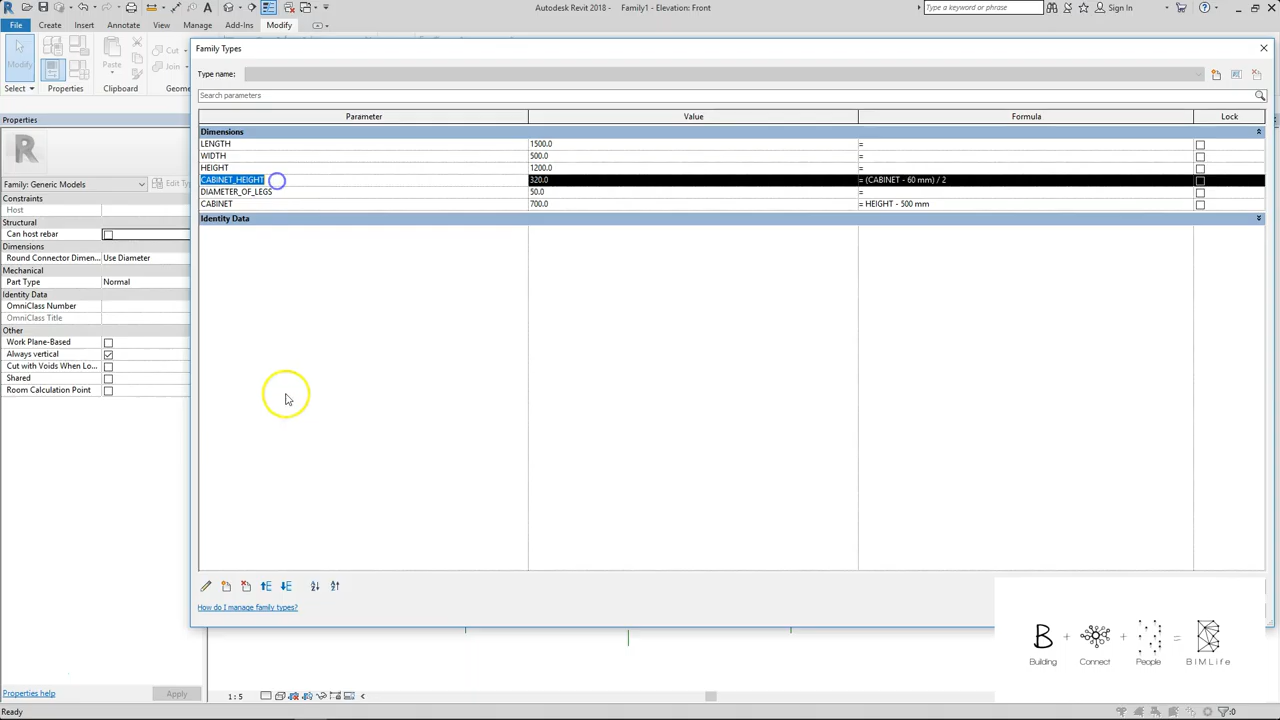 Autodesk Revit 2018 - Family1 - Elevation: Front
Type a keyword or phrase
Sign In
File Create Insert Annotate View Manage Add-Ins Modify
Modify
Paste
Cut
Join
Select Properties Clipboard Geome
Properties
Family: Generic Models
Edit Typ
Constraints
Host
Structural
Can host rebar
Dimensions
Round Connector Dimen... Use Diameter
Mechanical
Part Type Normal
Identity Data
OmniClass Number
OmniClass Title
Other
Work Plane-Based
Always vertical
Cut with Voids When Lo...
Shared
Room Calculation Point
Properties help
Apply
Ready
Family Types
Type name:
Search parameters
Parameter Value Formula Lock
Dimensions
LENGTH 1500.0 =
WIDTH 500.0 =
HEIGHT 1200.0 =
CABINET_HEIGHT 320.0 = (CABINET - 60 mm) / 2
DIAMETER_OF_LEGS 50.0 =
CABINET 700.0 = HEIGHT - 500 mm
Identity Data
How do I manage family types?
1:5
:0
B + + =
Building Connect People BIMLife